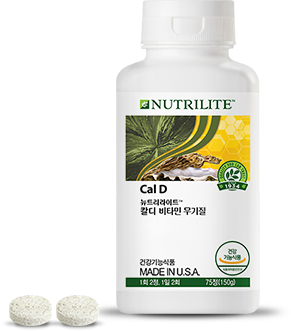 NUTRILITE™
1934
Cal D
뉴트리라이트™
칼디 비타민 무기질
건강기능식품
MADE IN U.S.A.
1회 2정, 1일 2회
75정(150g)
건강
기능식품